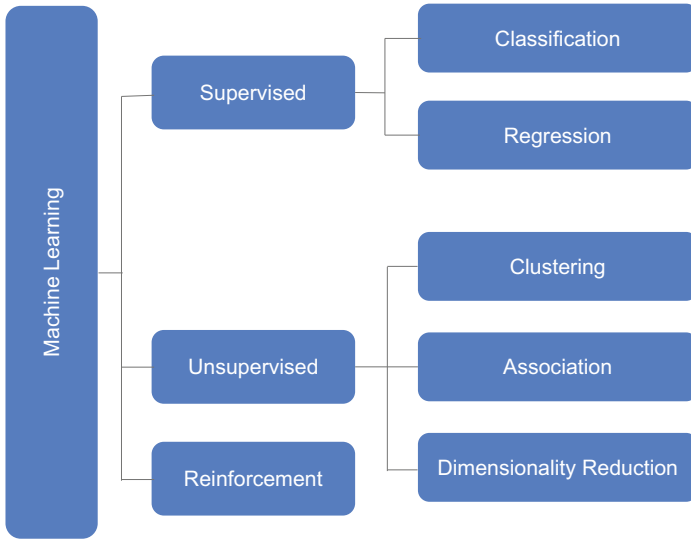 Machine Learning
Supervised
Classification
Regression
Unsupervised
Clustering
Association
Dimensionality Reduction
Reinforcement